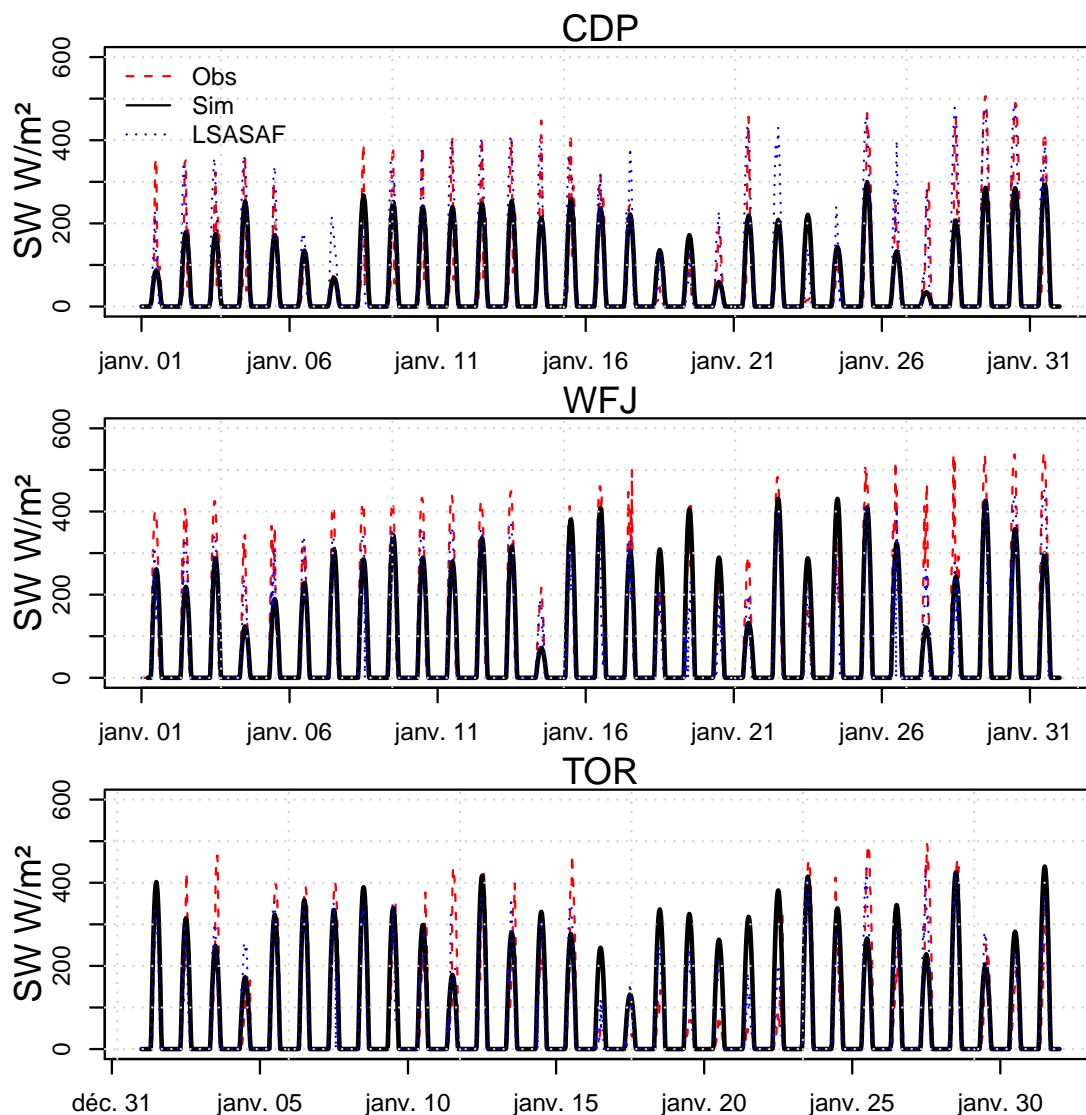 CDP
600
400
200
0
SW W/m²
Obs
Sim
LSASAF
janv. 01 janv. 06 janv. 11 janv. 16 janv. 21 janv. 26 janv. 31
WFJ
600
400
200
0
SW W/m²
janv. 01 janv. 06 janv. 11 janv. 16 janv. 21 janv. 26 janv. 31
TOR
600
400
200
0
SW W/m²
déc. 31 janv. 05 janv. 10 janv. 15 janv. 20 janv. 25 janv. 30